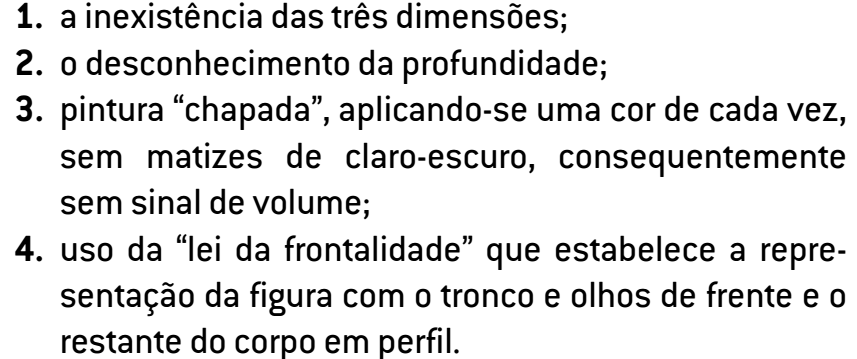 1. a inexistência das três dimensões;
2. o desconhecimento da profundidade;
3. pintura “chapada”, aplicando-se uma cor de cada vez,
sem matizes de claro-escuro, consequentemente
sem sinal de volume;
4. uso da “lei da frontalidade” que estabelece a repre-
sentação da figura com o tronco e olhos de frente e o
restante do corpo em perfil.